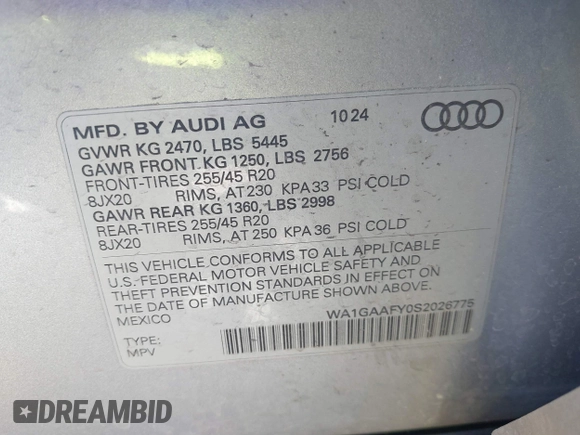 MFD. BY AUDI AG 10 24
GVWR KG 2470, LBS 5445
GAWR FRONT KG 1250, LBS 2756
FRONT-TIRES 255/45 R20
8JX20 RIMS, AT 230 KPA 33 PSI COLD
GAWR REAR KG 1360, LBS 2998
REAR-TIRES 255/45 R20
8JX20 RIMS, AT 250 KPA 36 PSI COLD
THIS VEHICLE CONFORMS TO ALL APPLICABLE
U.S. FEDERAL MOTOR VEHICLE SAFETY AND
THEFT PREVENTION STANDARDS IN EFFECT ON
THE DATE OF MANUFACTURE SHOWN ABOVE.
MEXICO
WA1GAAFY0S2026775
TYPE:
MPV
DREAMBID